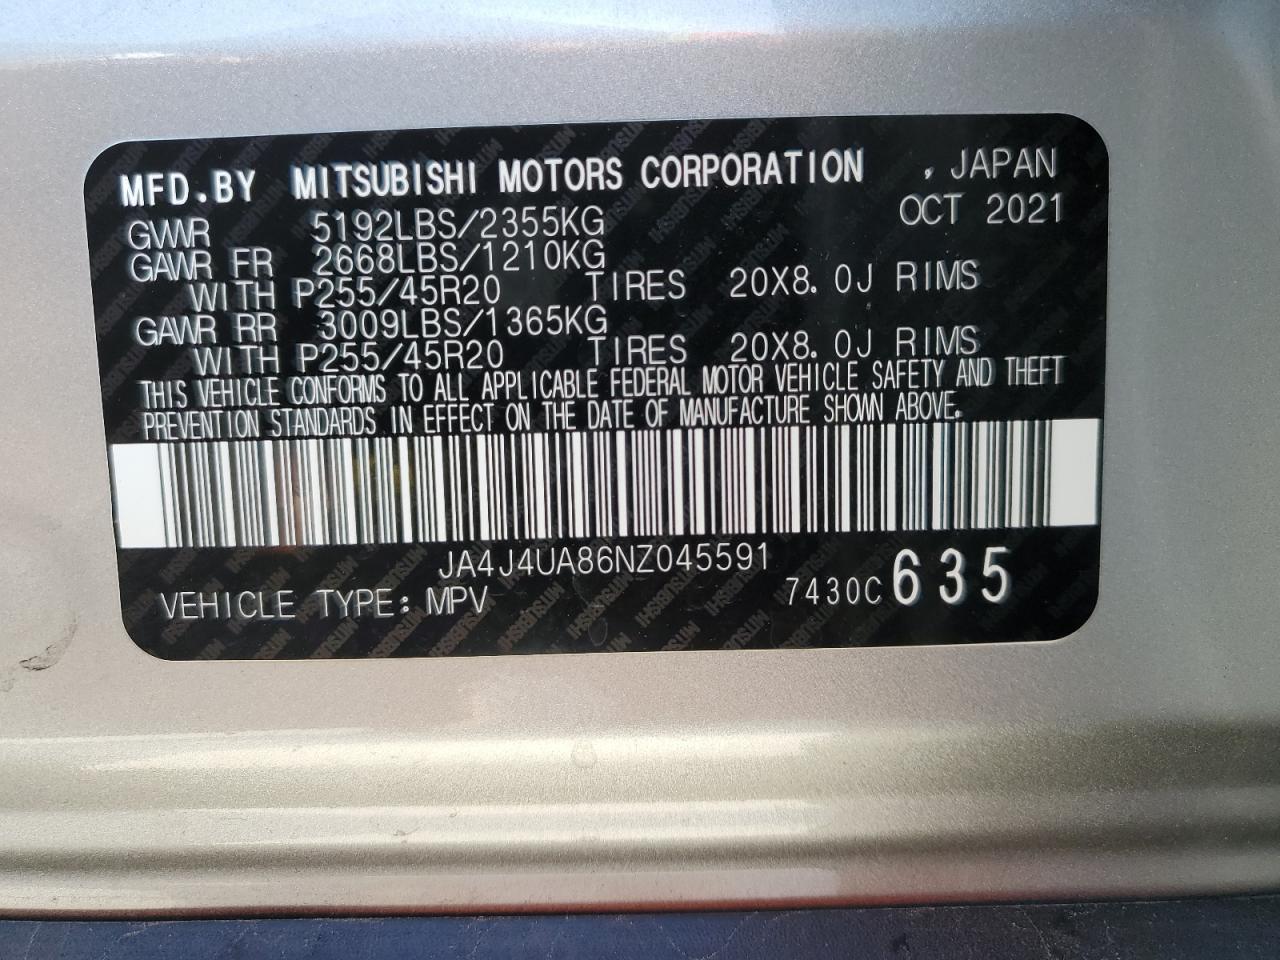 MFD.BY MITSUBISHI MOTORS CORPORATION , JAPAN
GVWR 5192LBS/2355KG OCT 2021
GAWR FR 2668LBS/1210KG
WITH P255/45R20 TIRES 20X8.0J RIMS
GAWR RR 3009LBS/1365KG
WITH P255/45R20 TIRES 20X8.0J RIMS
THIS VEHICLE CONFORMS TO ALL APPLICABLE FEDERAL MOTOR VEHICLE SAFETY AND THEFT
PREVENTION STANDARDS IN EFFECT ON THE DATE OF MANUFACTURE SHOWN ABOVE.
JA4J4UA86NZ045591
VEHICLE TYPE: MPV 7430C 635